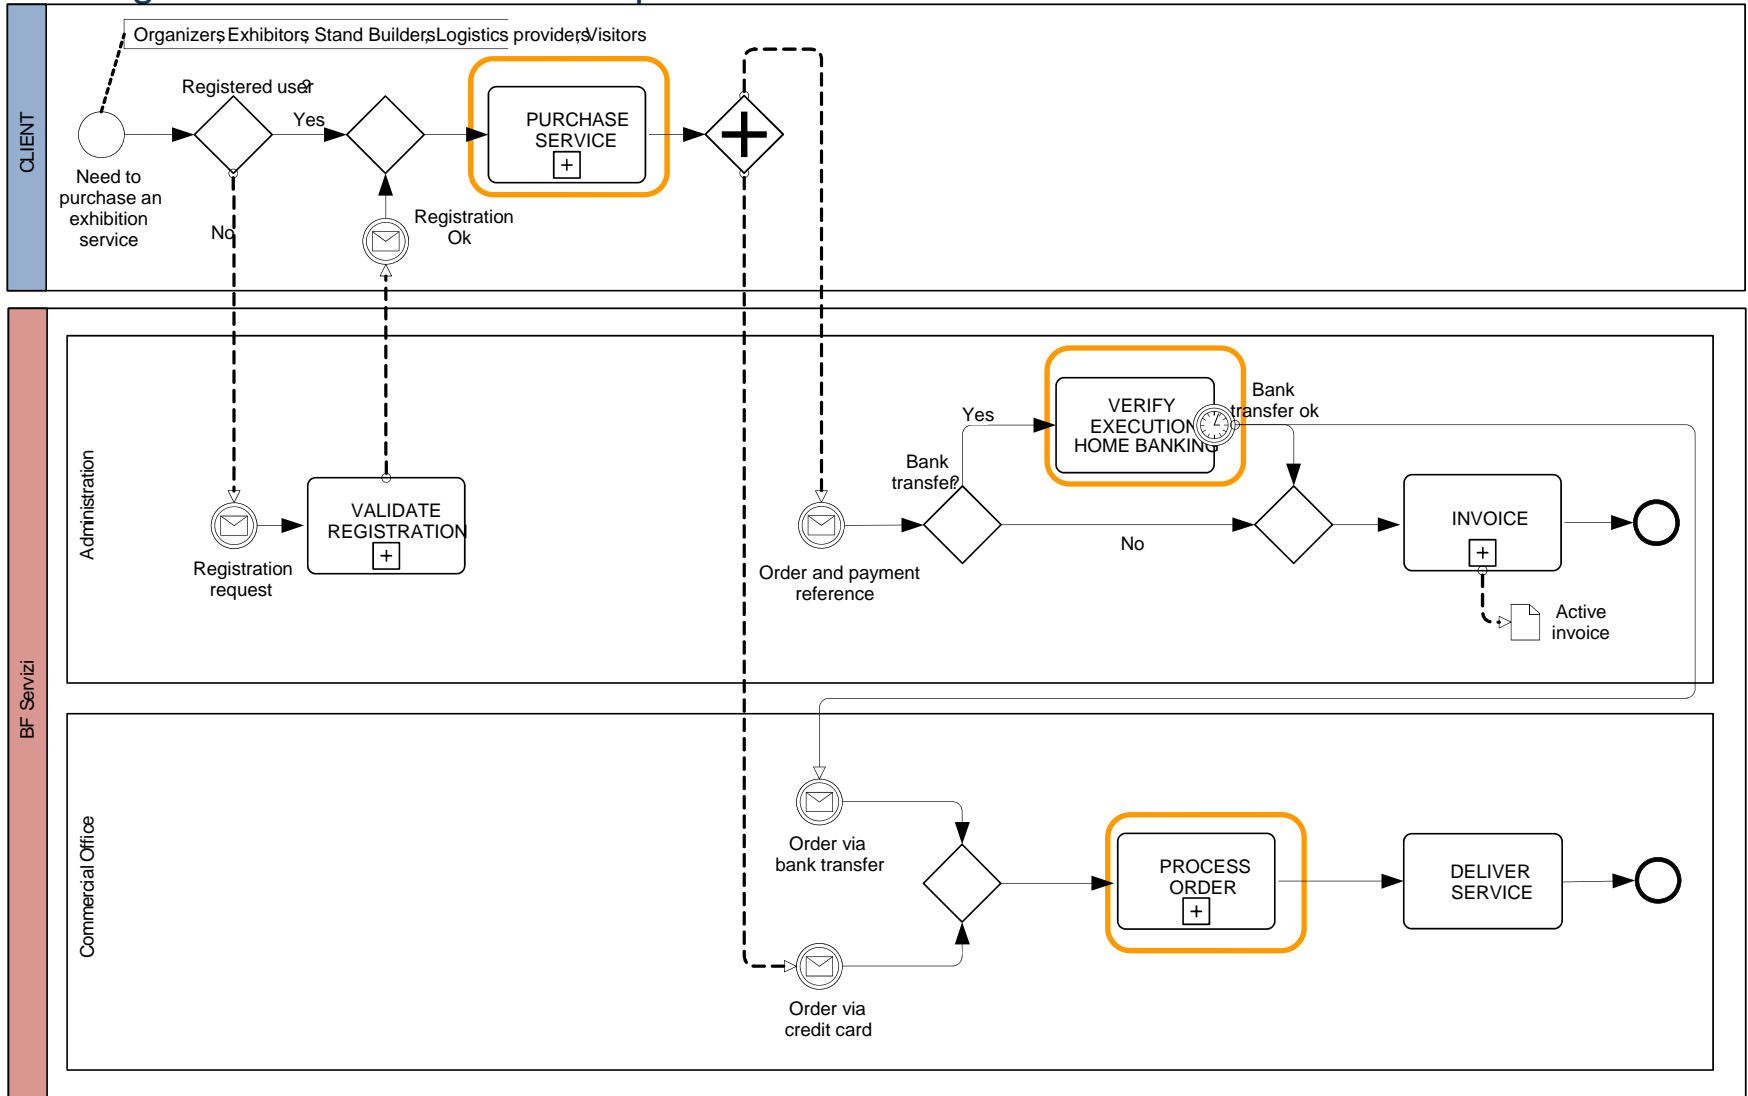 Organizers, Exhibitors, Stand Builders, Logistics providers, Visitors
CLIENT
Registered user?
Yes
No
Need to
purchase an
exhibition
service
PURCHASE
SERVICE
Registration
Ok
BF Servizi
Administration
Registration
request
VALIDATE
REGISTRATION
Order and payment
reference
Bank
transfer?
Yes
No
VERIFY
EXECUTION
HOME BANKING
Bank
transfer ok
INVOICE
Active
invoice
Commercial Office
Order via
bank transfer
Order via
credit card
PROCESS
ORDER
DELIVER
SERVICE